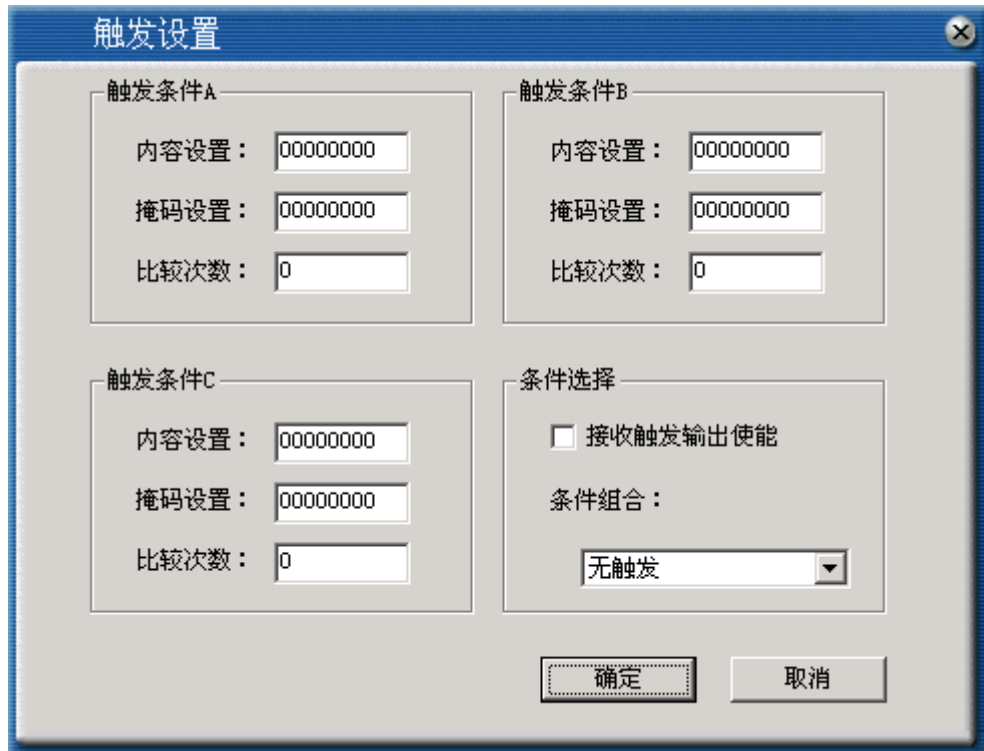 触发设置
触发条件A
内容设置：00000000
掩码设置：00000000
比较次数：0
触发条件B
内容设置：00000000
掩码设置：00000000
比较次数：0
触发条件C
内容设置：00000000
掩码设置：00000000
比较次数：0
条件选择
接收触发输出使能
条件组合：
无触发
确定
取消